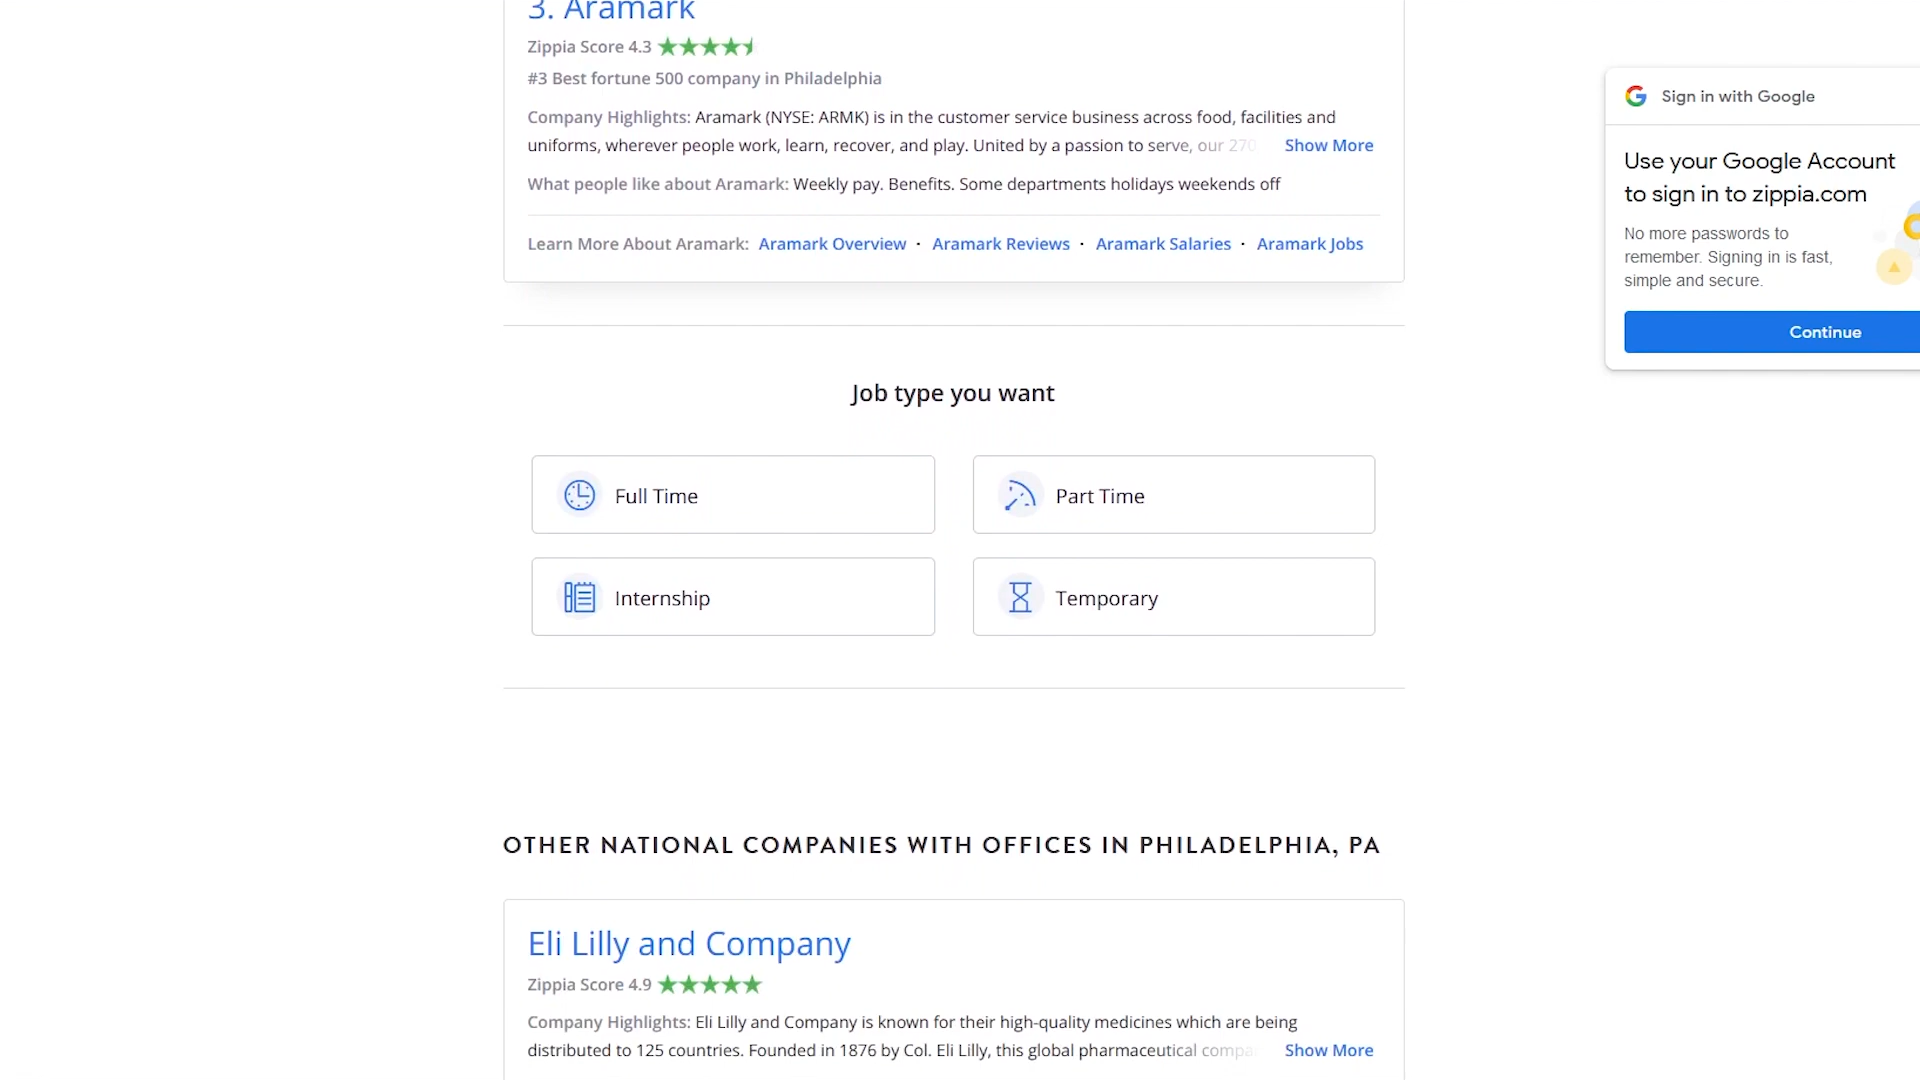 3. Aramark
Zippia Score 4.3
#3 Best fortune 500 company in Philadelphia
Company Highlights: Aramark (NYSE: ARMK) is in the customer service business across food, facilities and
uniforms, wherever people work, learn, recover, and play. United by a passion to serve, our 270 Show More
What people like about Aramark: Weekly pay. Benefits. Some departments holidays weekends off
Learn More About Aramark: Aramark Overview · Aramark Reviews · Aramark Salaries · Aramark Jobs
Job type you want
Full Time
Part Time
Internship
Temporary
OTHER NATIONAL COMPANIES WITH OFFICES IN PHILADELPHIA, PA
Eli Lilly and Company
Zippia Score 4.9
Company Highlights: Eli Lilly and Company is known for their high-quality medicines which are being
distributed to 125 countries. Founded in 1876 by Col. Eli Lilly, this global pharmaceutical Show More
Sign in with Google
Use your Google Account
to sign in to zippia.com
No more passwords to
remember. Signing in is fast,
simple and secure.
Continue